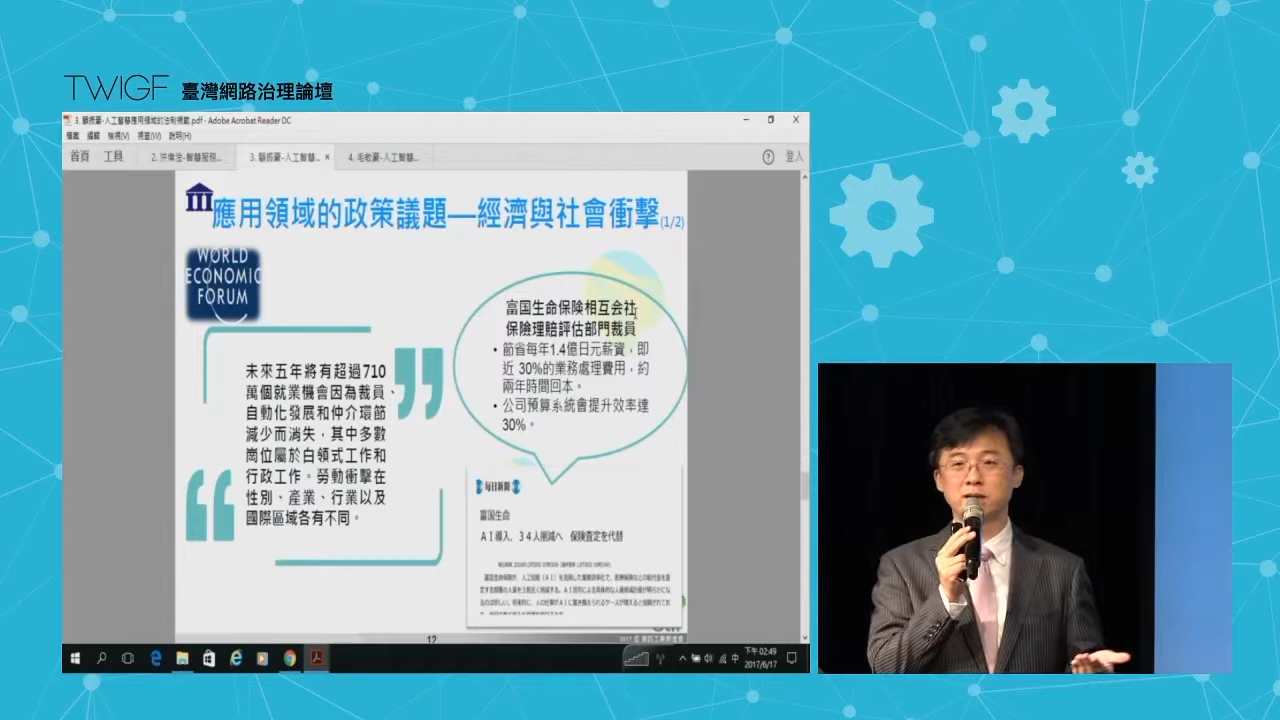 TWIGF 臺灣網路治理論壇
3. 顧振豪-人工智慧應用領域的法制規範.pdf - Adobe Acrobat Reader DC
檔案 編輯 檢視(V) 視窗(W) 說明(H)
首頁 工具 3. 顧振豪-人工智慧... 4. 毛敬豪-人工智慧... 登入
應用領域的政策議題—經濟與社會衝擊(1/2)
WORLD
ECONOMIC
FORUM
未來五年將有超過710
萬個就業機會因為裁員、
自動化發展和仲介環節
減少而消失，其中多數
崗位屬於白領式工作和
行政工作。勞動衝擊在
性別、產業、行業以及
國際區域各有不同。
富国生命保険相互会社
保險理賠評估部門裁員
• 節省每年1.4億日元薪資，即
近 30%的業務處理費用，約
兩年時間回本。
• 公司預算系統會提升效率達
30%。
毎日新聞
富国生命
ＡＩ導入、３４人削減へ　保険査定を代替
12
下午 02:49
2017/6/17
中